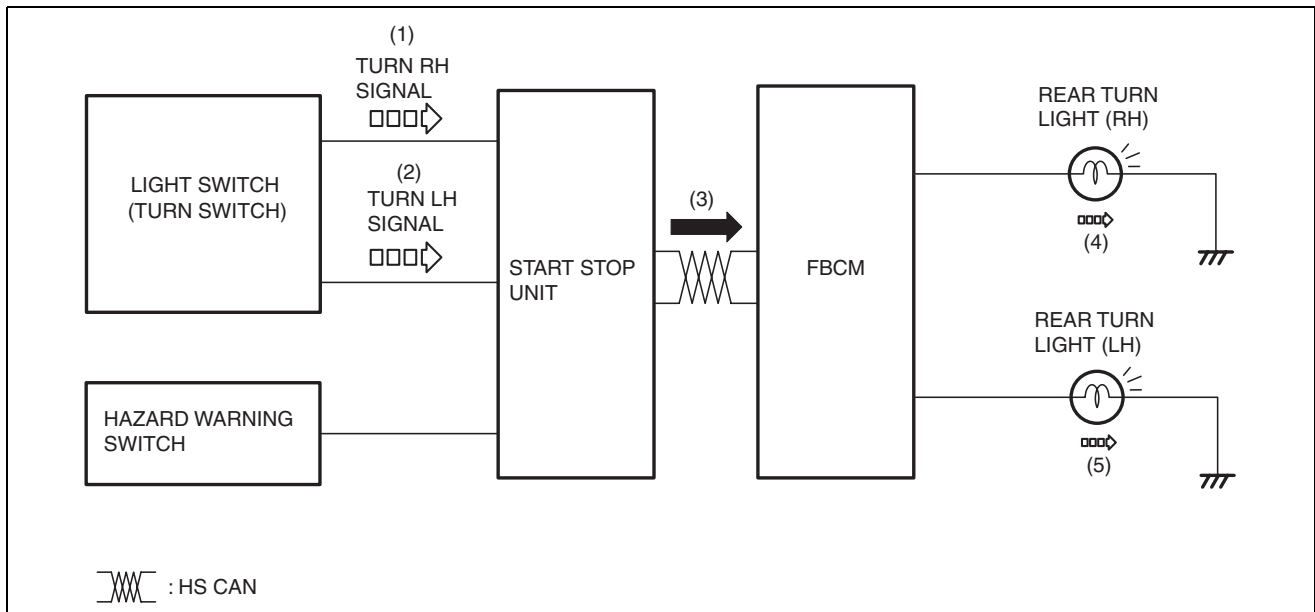 (1)
TURN RH
SIGNAL
LIGHT SWITCH
(TURN SWITCH)
(2)
TURN LH
SIGNAL
HAZARD WARNING
SWITCH
START STOP
UNIT
(3)
FBCM
REAR TURN
LIGHT (RH)
(4)
REAR TURN
LIGHT (LH)
(5)
: HS CAN